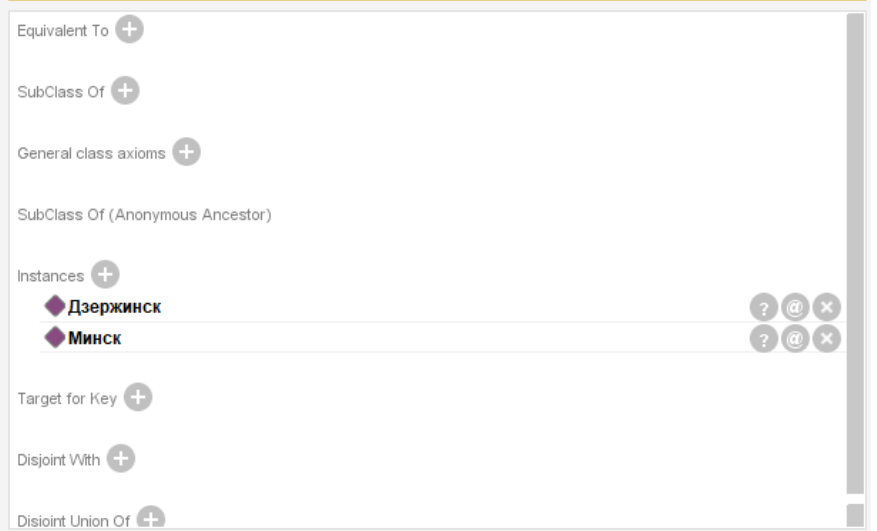 Equivalent To
SubClass Of
General class axioms
SubClass Of (Anonymous Ancestor)
Instances
Дзержинск ? @ ×
Минск ? @ ×
Target for Key
Disjoint With
Disjoint Union Of